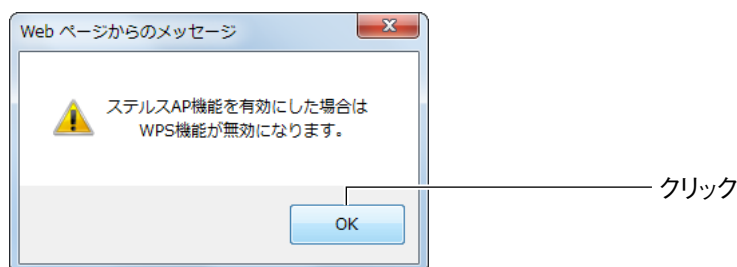 Web ページからのメッセージ
ステルスAP機能を有効にした場合は
WPS機能が無効になります。
クリック
OK